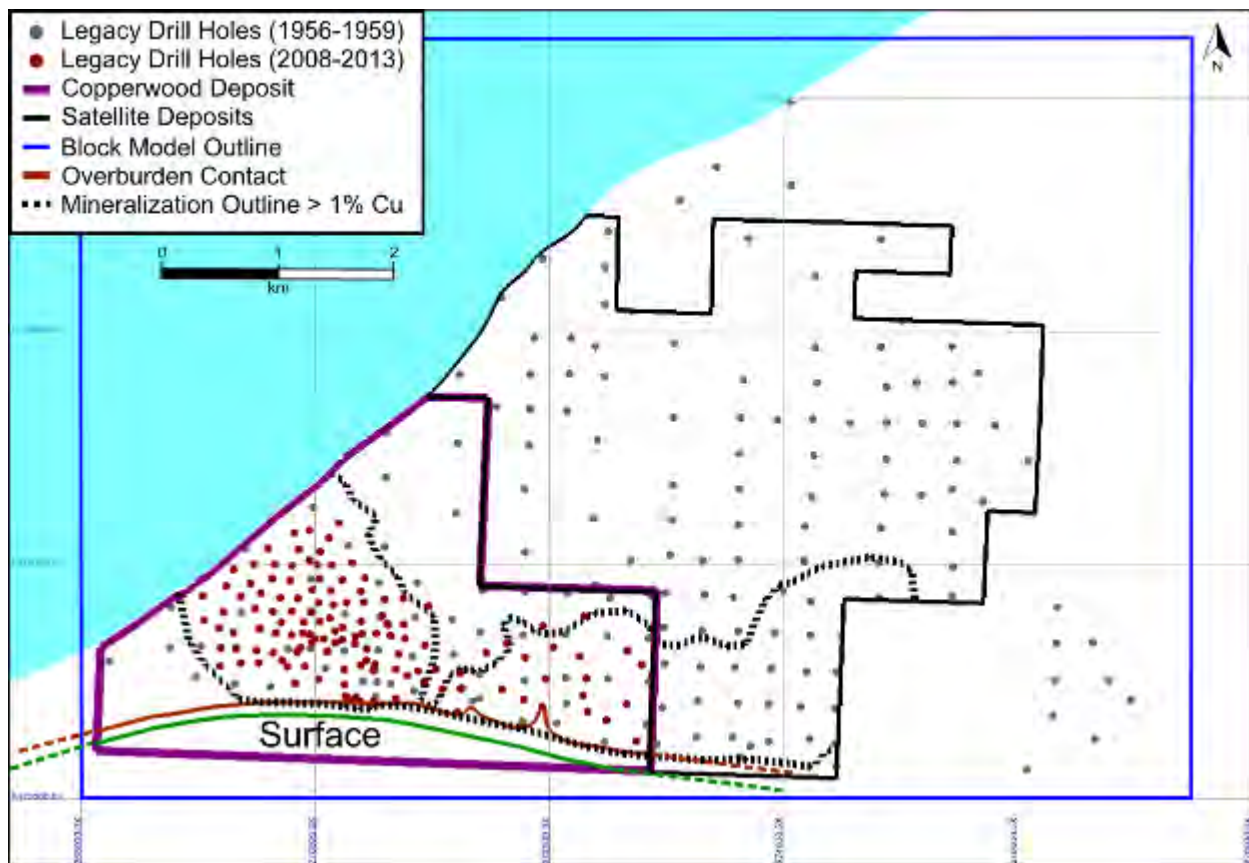 Legacy Drill Holes (1956-1959)
Legacy Drill Holes (2008-2013)
Copperwood Deposit
Satellite Deposits
Block Model Outline
Overburden Contact
Mineralization Outline > 1% Cu
N
0 1 2
km
Surface